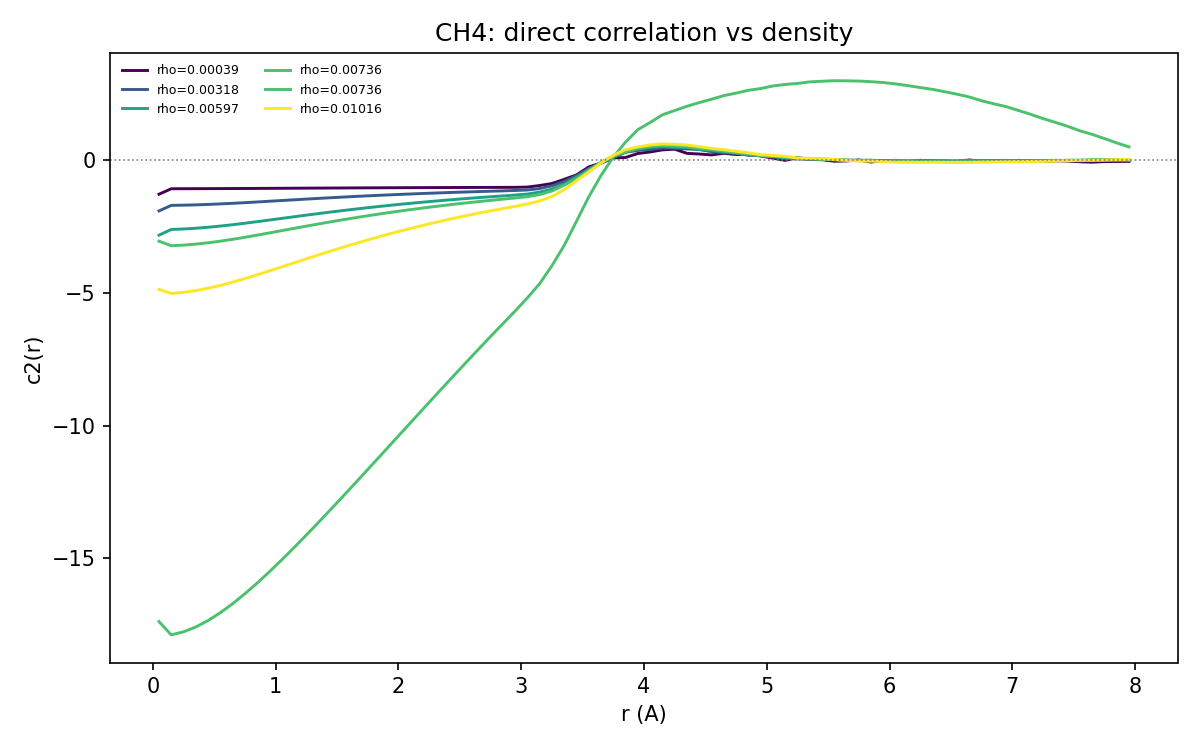 CH4: direct correlation vs density
rho=0.00039
rho=0.00318
rho=0.00597
rho=0.00736
rho=0.00736
rho=0.01016
c2(r)
0
−5
−10
−15
0 1 2 3 4 5 6 7 8
r (A)